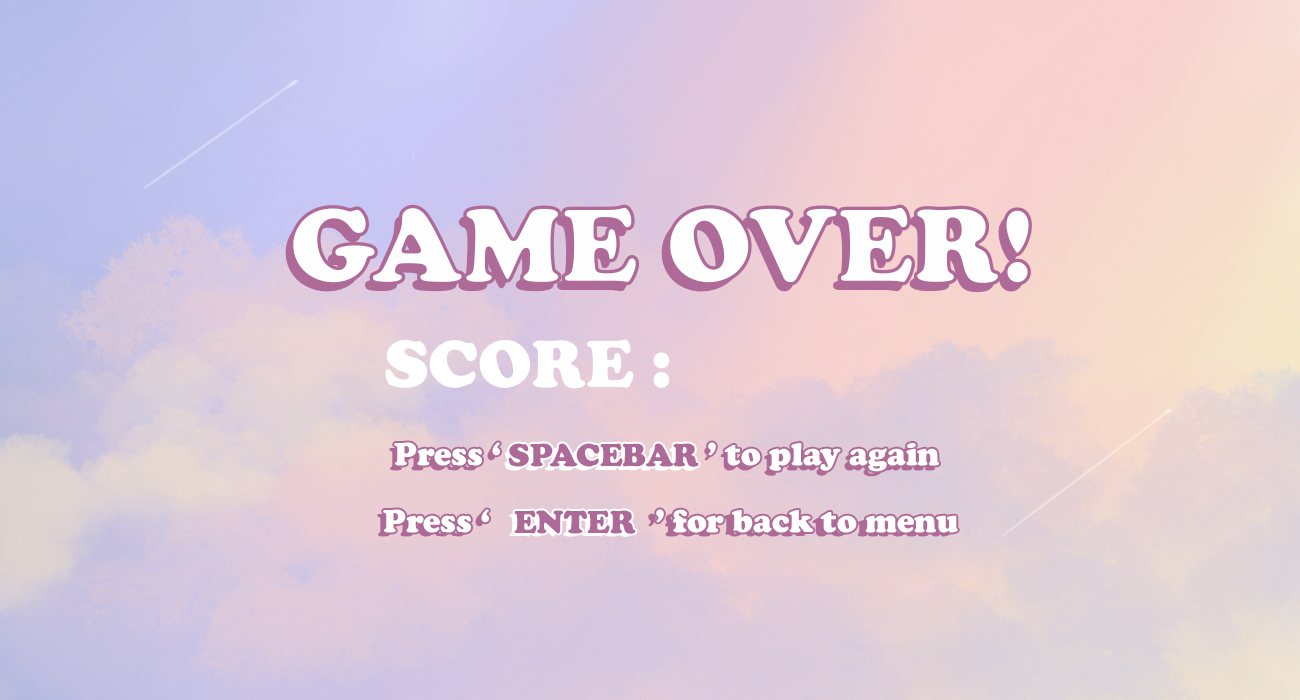 GAME OVER!
SCORE :
Press ‘ SPACEBAR ’ to play again
Press ‘ ENTER ’ for back to menu